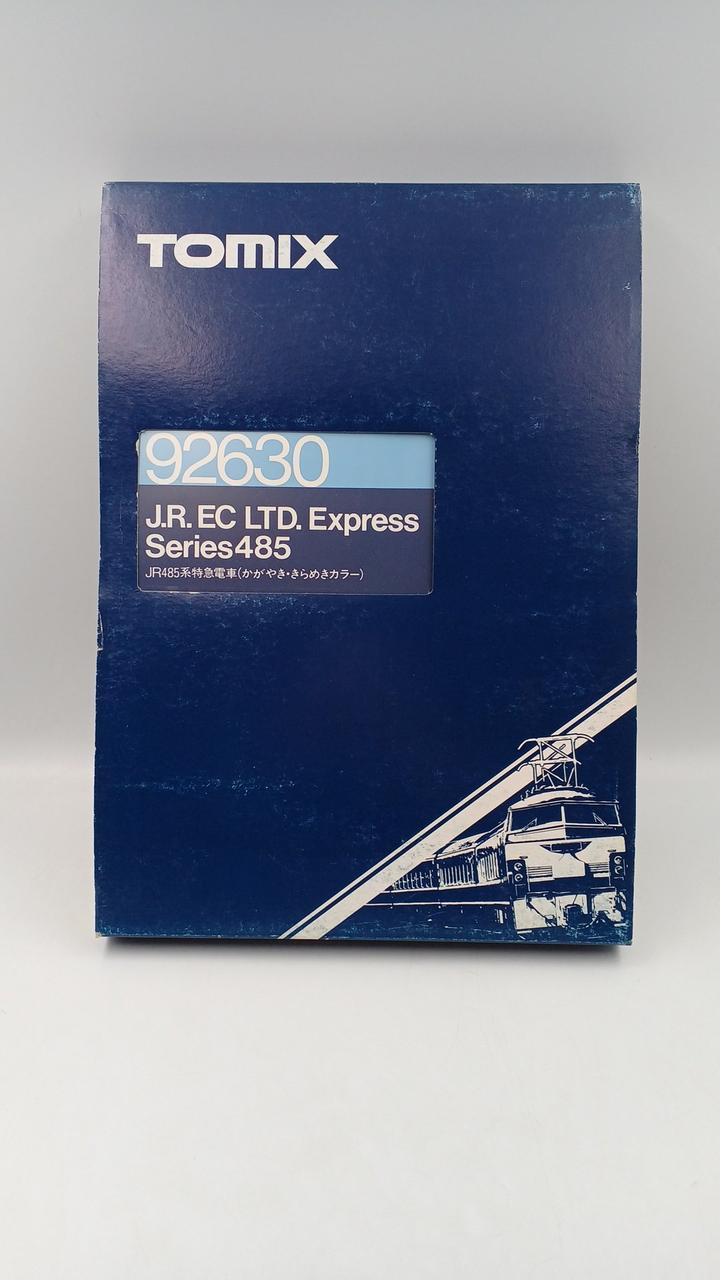 TOMIX
92630
J.R. EC LTD. Express
Series485
JR485系特急電車(かがやき・きらめきカラー)